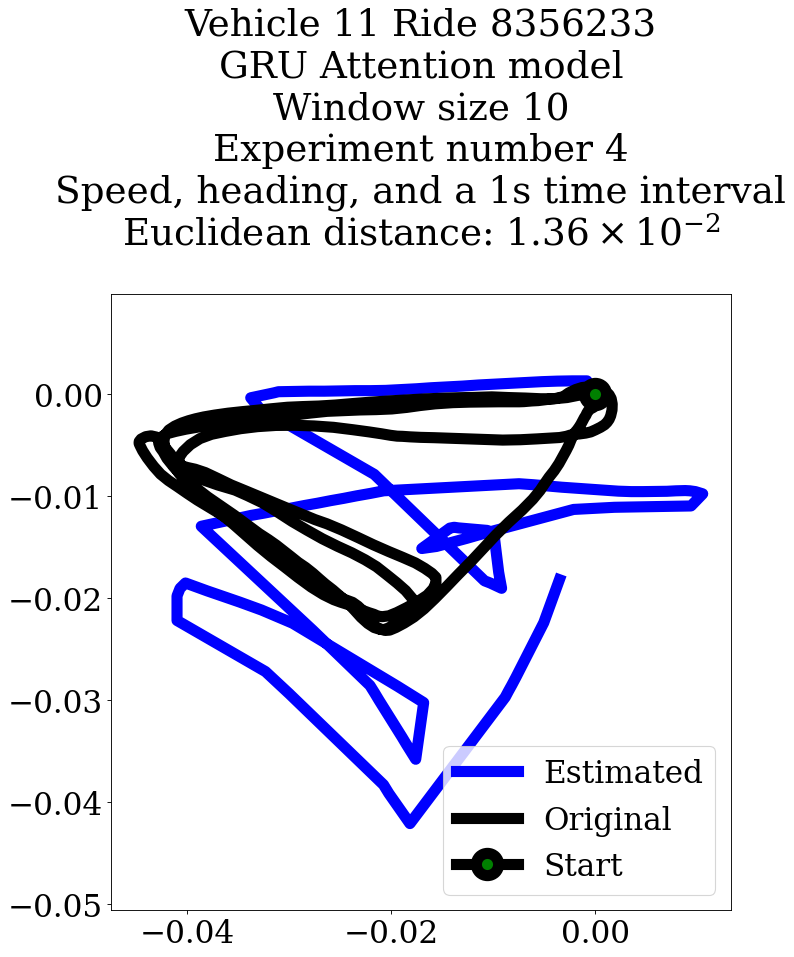 Vehicle 11 Ride 8356233
GRU Attention model
Window size 10
Experiment number 4
Speed, heading, and a 1s time interval
Euclidean distance: 1.36 × 10⁻²
0.00
−0.01
−0.02
−0.03
−0.04
−0.05
Estimated
Original
Start
−0.04 −0.02 0.00